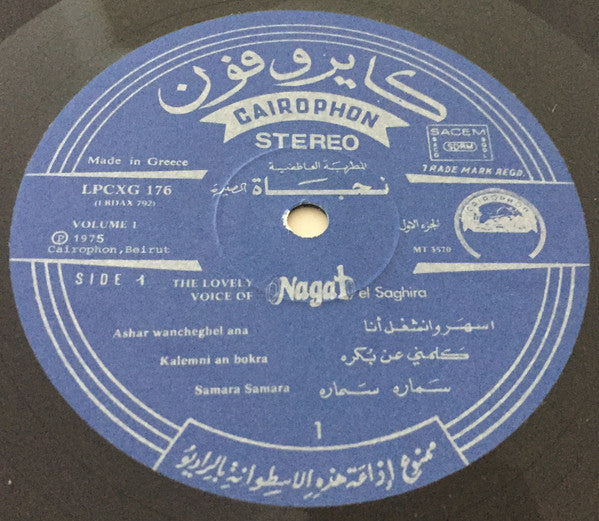 كايروفون
CAIROPHON
STEREO
SACEM
SDRM
Made in Greece
المطربة العاطفية
TRADE MARK REGD.
LPCXG 176
نجاة الصغيرة
(LBDAX 792)
CAIROPHON
VOLUME 1
الجزء الاول
℗ 1975
MT 3570
Cairophon, Beirut
SIDE 1
THE LOVELY
VOICE OF Nagat el Saghira
Ashar wancheghel ana اسهر وانشغل أنا
Kalemni an bokra كلمني عن بكره
Samara Samara سماره سماره
1
ممنوع إذاعة هذه الاسطوانة بالراديو